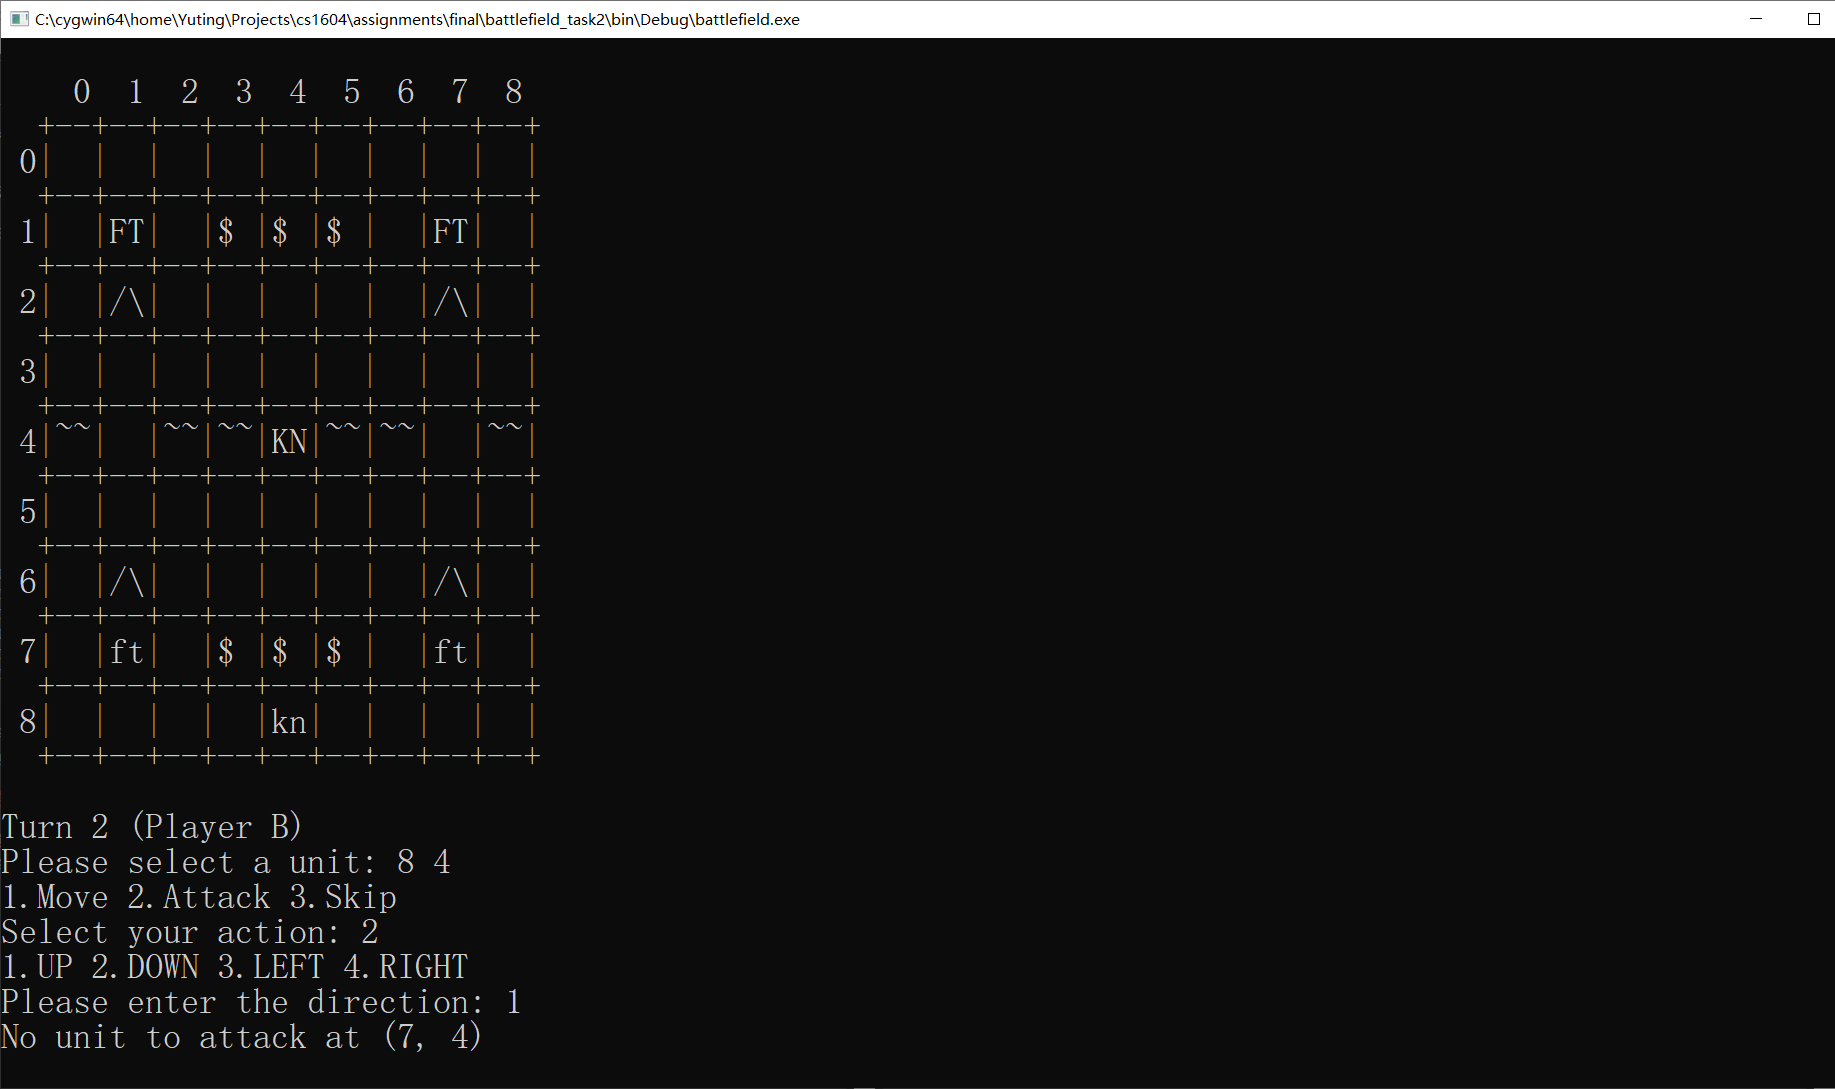 C:\cygwin64\home\Yuting\Projects\cs1604\assignments\final\battlefield_task2\bin\Debug\battlefield.exe
    0  1  2  3  4  5  6  7  8
  +--+--+--+--+--+--+--+--+--+
 0|  |  |  |  |  |  |  |  |  |
  +--+--+--+--+--+--+--+--+--+
 1|  |FT|  |$ |$ |$ |  |FT|  |
  +--+--+--+--+--+--+--+--+--+
 2|  |/\|  |  |  |  |  |/\|  |
  +--+--+--+--+--+--+--+--+--+
 3|  |  |  |  |  |  |  |  |  |
  +--+--+--+--+--+--+--+--+--+
 4|~~|  |~~|~~|KN|~~|~~|  |~~|
  +--+--+--+--+--+--+--+--+--+
 5|  |  |  |  |  |  |  |  |  |
  +--+--+--+--+--+--+--+--+--+
 6|  |/\|  |  |  |  |  |/\|  |
  +--+--+--+--+--+--+--+--+--+
 7|  |ft|  |$ |$ |$ |  |ft|  |
  +--+--+--+--+--+--+--+--+--+
 8|  |  |  |  |kn|  |  |  |  |
  +--+--+--+--+--+--+--+--+--+
Turn 2 (Player B)
Please select a unit: 8 4
1.Move 2.Attack 3.Skip
Select your action: 2
1.UP 2.DOWN 3.LEFT 4.RIGHT
Please enter the direction: 1
No unit to attack at (7, 4)